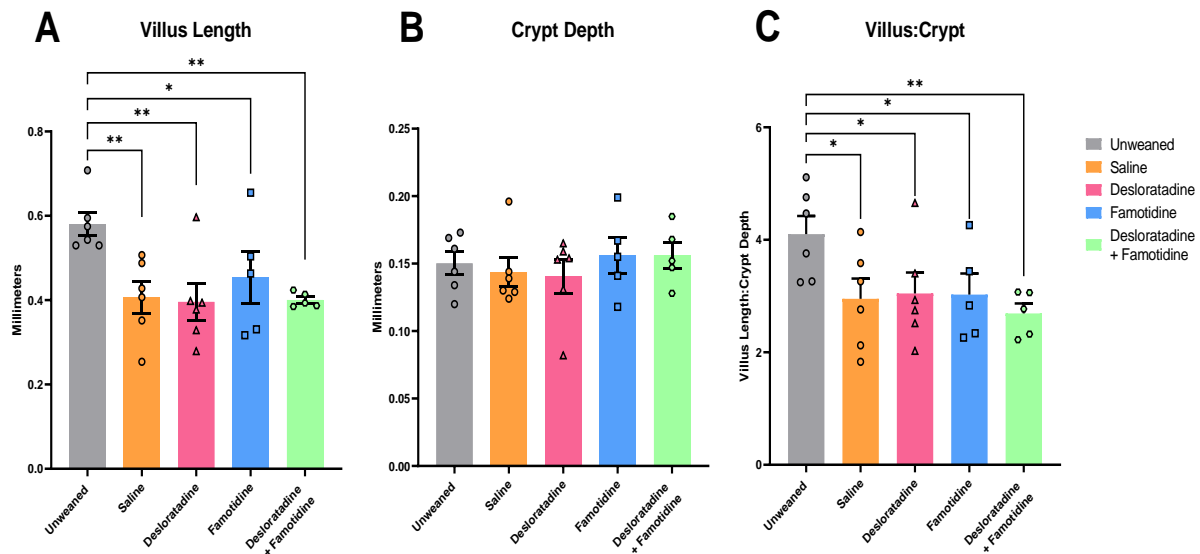 A
Villus Length
**
*
**
**
Millimeters
0.8
0.6
0.4
0.2
0.0
Unweaned
Saline
Desloratadine
Famotidine
Desloratadine
+ Famotidine
B
Crypt Depth
Millimeters
0.25
0.20
0.15
0.10
0.05
0.00
Unweaned
Saline
Desloratadine
Famotidine
Desloratadine
+ Famotidine
C
Villus:Crypt
**
*
*
*
Villus Length:Crypt Depth
6
4
2
0
Unweaned
Saline
Desloratadine
Famotidine
Desloratadine
+ Famotidine
Unweaned
Saline
Desloratadine
Famotidine
Desloratadine
+ Famotidine